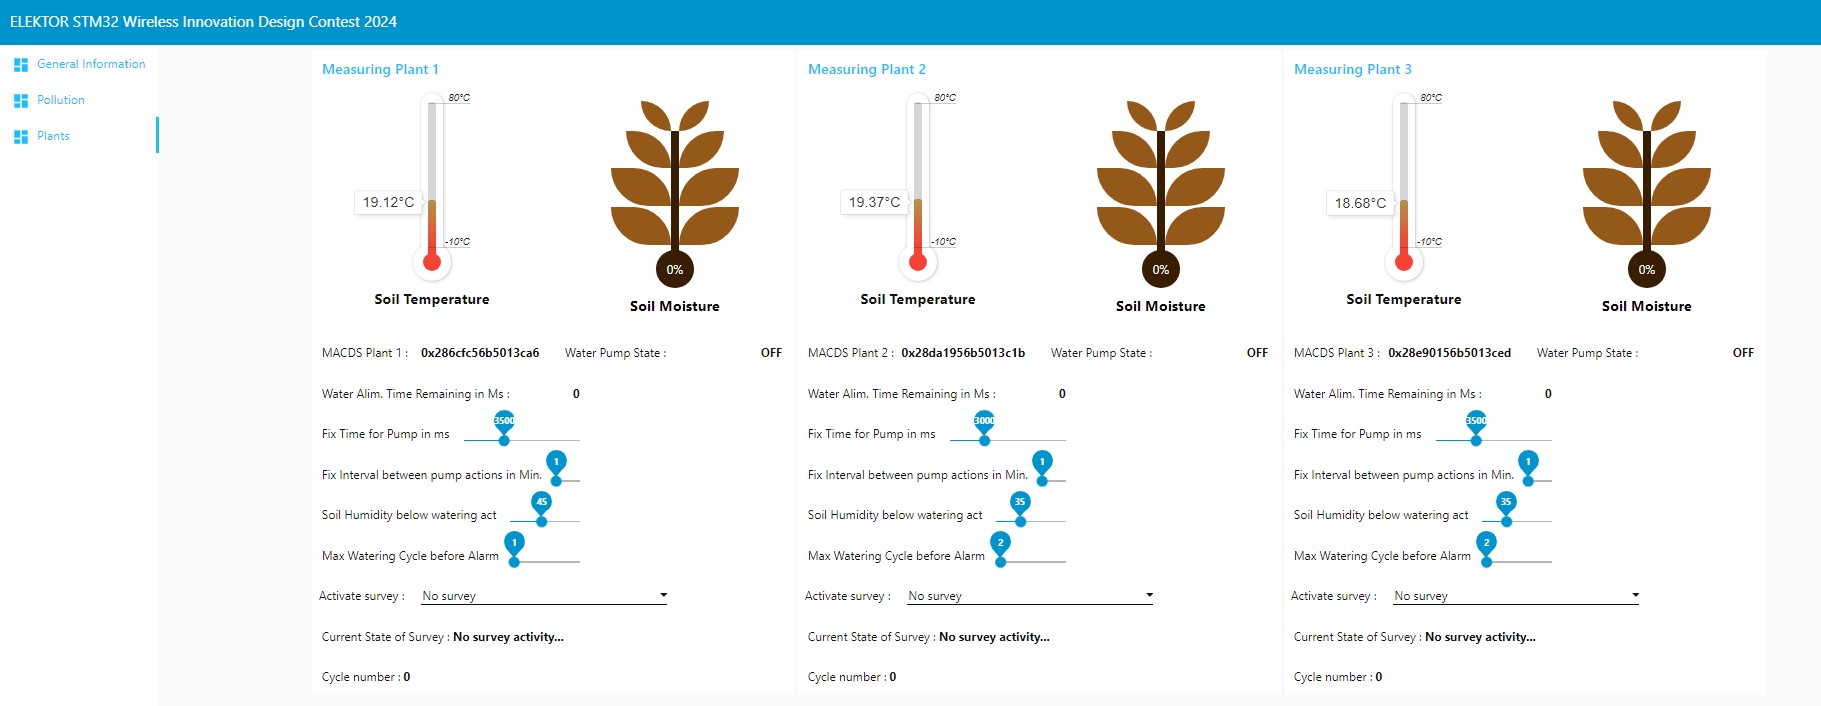 ELEKTOR STM32 Wireless Innovation Design Contest 2024
General Information
Pollution
Plants
Measuring Plant 1
80°C
19.12°C
-10°C
Soil Temperature
0%
Soil Moisture
MACDS Plant 1 : 0x286cfc56b5013ca6 Water Pump State : OFF
Water Alim. Time Remaining in Ms : 0
3500
Fix Time for Pump in ms
1
Fix Interval between pump actions in Min.
45
Soil Humidity below watering act
1
Max Watering Cycle before Alarm
Activate survey : No survey
Current State of Survey : No survey activity...
Cycle number : 0
Measuring Plant 2
80°C
19.37°C
-10°C
Soil Temperature
0%
Soil Moisture
MACDS Plant 2 : 0x28da1956b5013c1b Water Pump State : OFF
Water Alim. Time Remaining in Ms : 0
3000
Fix Time for Pump in ms
1
Fix Interval between pump actions in Min.
35
Soil Humidity below watering act
2
Max Watering Cycle before Alarm
Activate survey : No survey
Current State of Survey : No survey activity...
Cycle number : 0
Measuring Plant 3
80°C
18.68°C
-10°C
Soil Temperature
0%
Soil Moisture
MACDS Plant 3 : 0x28e90156b5013ced Water Pump State : OFF
Water Alim. Time Remaining in Ms : 0
3500
Fix Time for Pump in ms
1
Fix Interval between pump actions in Min.
35
Soil Humidity below watering act
2
Max Watering Cycle before Alarm
Activate survey : No survey
Current State of Survey : No survey activity...
Cycle number : 0